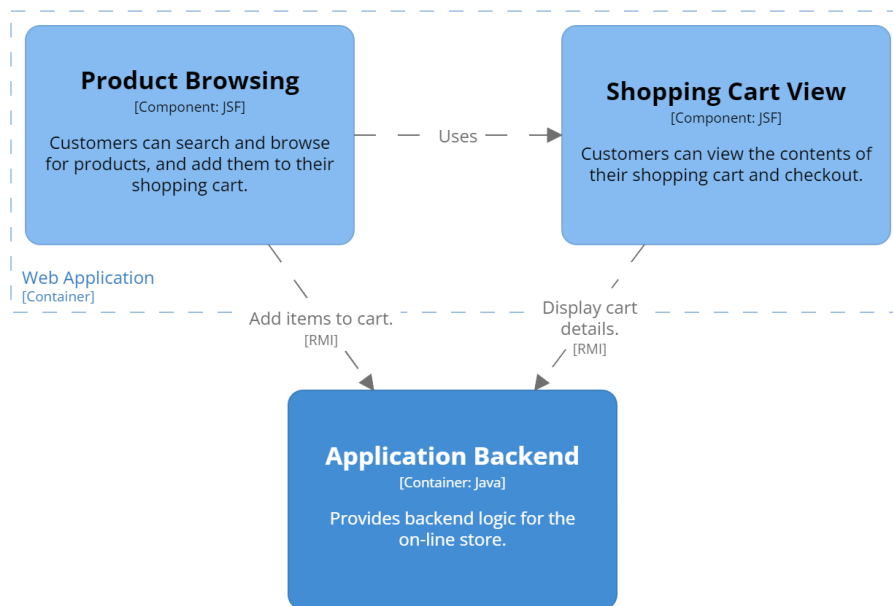 Product Browsing
[Component: JSF]
Customers can search and browse
for products, and add them to their
shopping cart.
Uses
Shopping Cart View
[Component: JSF]
Customers can view the contents of
their shopping cart and checkout.
Web Application
[Container]
Add items to cart.
[RMI]
Display cart
details.
[RMI]
Application Backend
[Container: Java]
Provides backend logic for the
on-line store.